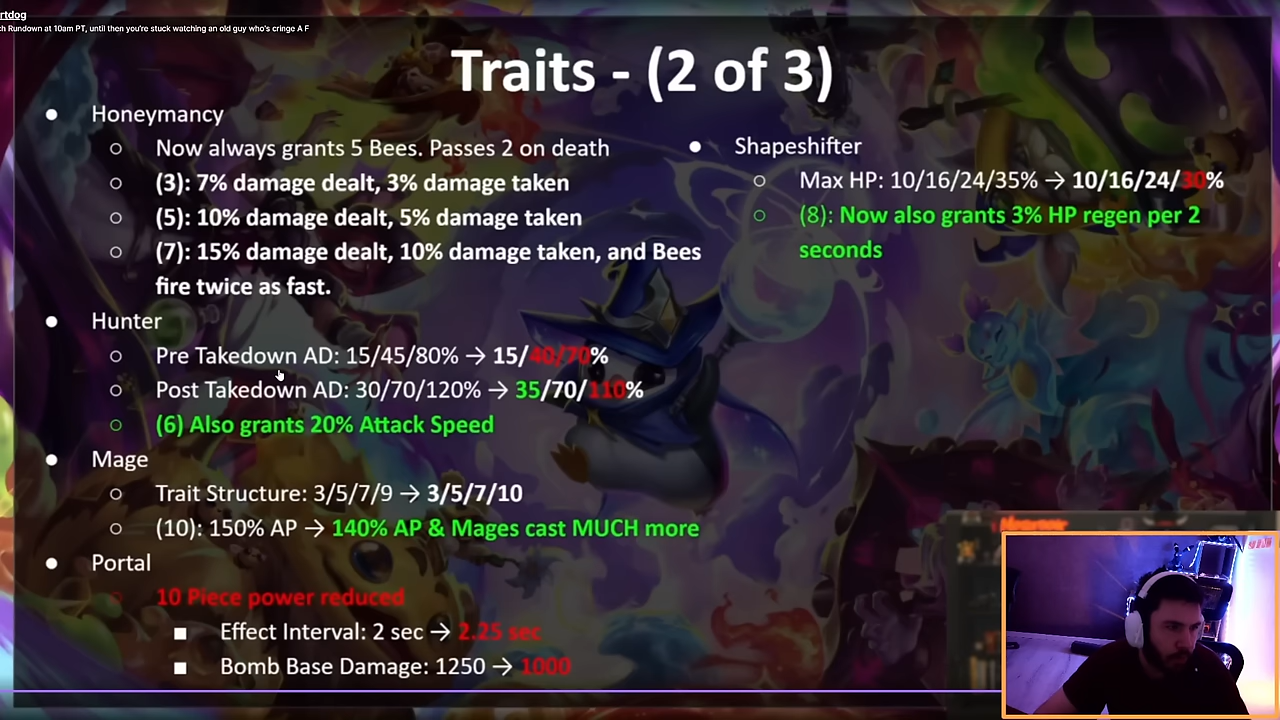 rtdog
ch Rundown at 10am PT, until then you're stuck watching an old guy who's cringe A F
Traits - (2 of 3)
Honeymancy
Now always grants 5 Bees. Passes 2 on death
(3): 7% damage dealt, 3% damage taken
(5): 10% damage dealt, 5% damage taken
(7): 15% damage dealt, 10% damage taken, and Bees
fire twice as fast.
Hunter
Pre Takedown AD: 15/45/80% → 15/40/70%
Post Takedown AD: 30/70/120% → 35/70/110%
(6) Also grants 20% Attack Speed
Mage
Trait Structure: 3/5/7/9 → 3/5/7/10
(10): 150% AP → 140% AP & Mages cast MUCH more
Portal
10 Piece power reduced
Effect Interval: 2 sec → 2.25 sec
Bomb Base Damage: 1250 → 1000
Shapeshifter
Max HP: 10/16/24/35% → 10/16/24/30%
(8): Now also grants 3% HP regen per 2
seconds